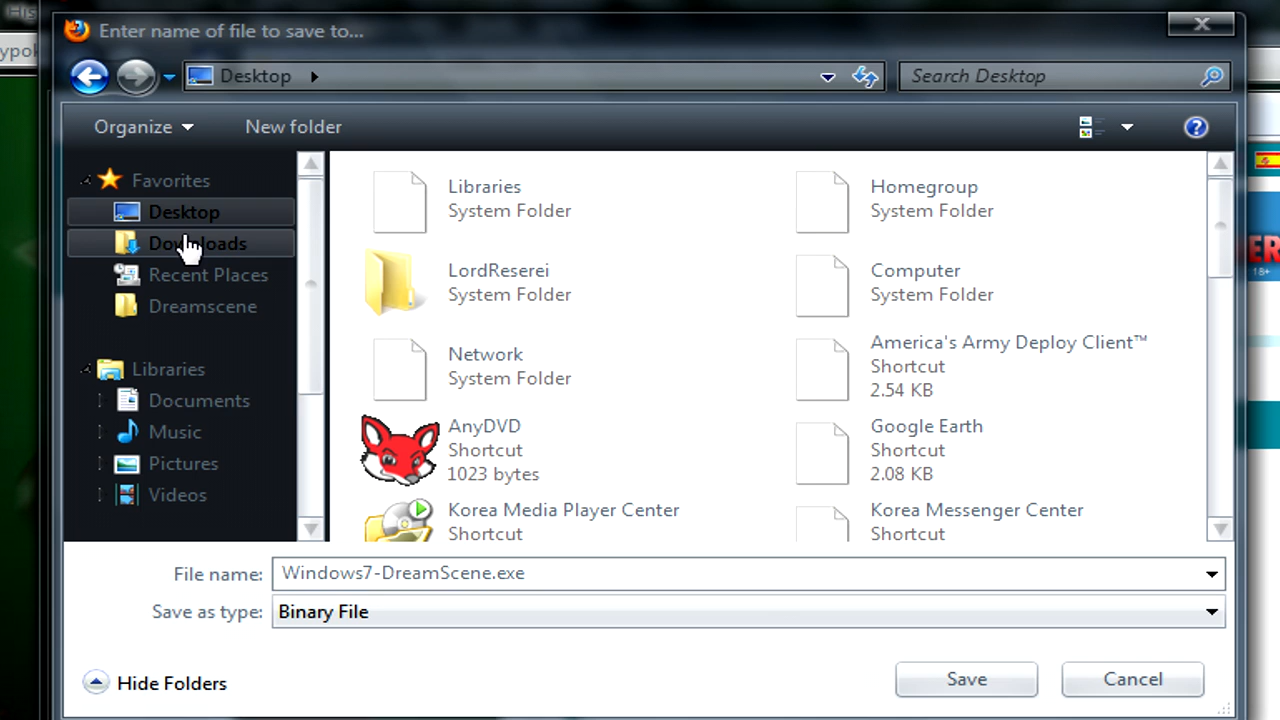 His
ypok
Enter name of file to save to...
Desktop
Search Desktop
Organize
New folder
Favorites
Desktop
Downloads
Recent Places
Dreamscene
Libraries
Documents
Music
Pictures
Videos
Libraries
System Folder
Homegroup
System Folder
LordReserei
System Folder
Computer
System Folder
Network
System Folder
America's Army Deploy Client™
Shortcut
2.54 KB
AnyDVD
Shortcut
1023 bytes
Google Earth
Shortcut
2.08 KB
Korea Media Player Center
Shortcut
Korea Messenger Center
Shortcut
ER
18+
File name: Windows7-DreamScene.exe
Save as type: Binary File
Hide Folders
Save
Cancel